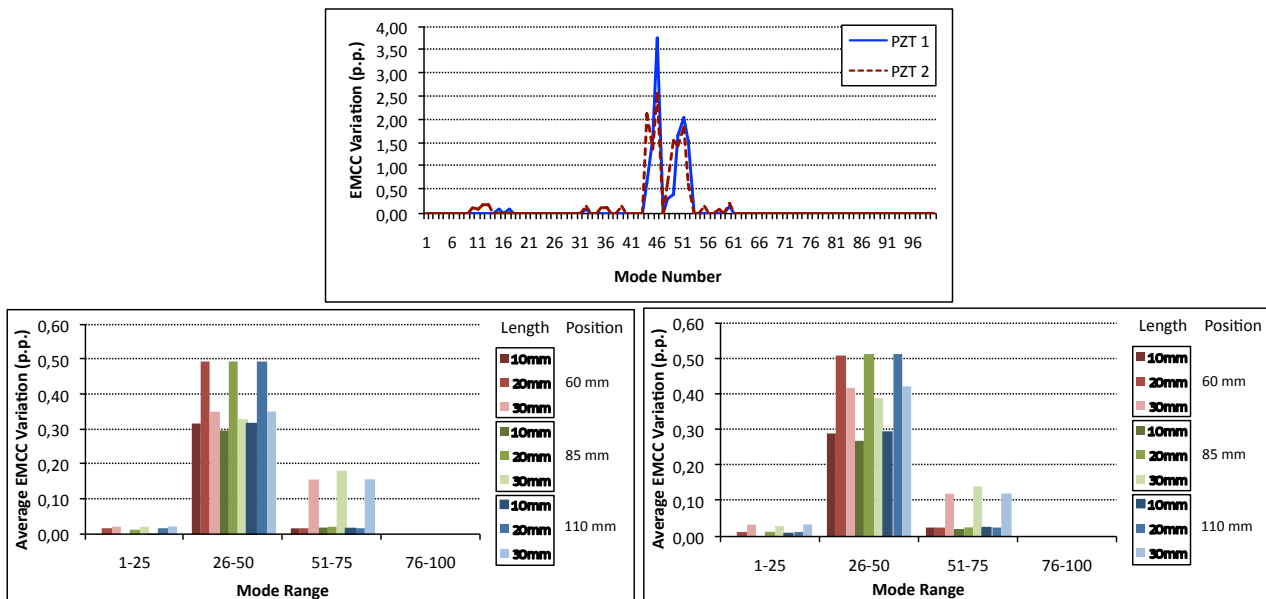 4,00
3,50
3,00
2,50
2,00
1,50
1,00
0,50
0,00
EMCC Variation (p.p.)
PZT 1
PZT 2
1 6 11 16 21 26 31 36 41 46 51 56 61 66 71 76 81 86 91 96
Mode Number
0,60
0,50
0,40
0,30
0,20
0,10
0,00
Average EMCC Variation (p.p.)
1-25 26-50 51-75 76-100
Mode Range
Length Position
10mm
20mm 60 mm
30mm
10mm
20mm 85 mm
30mm
10mm
20mm 110 mm
30mm
0,60
0,50
0,40
0,30
0,20
0,10
0,00
Average EMCC Variation (p.p.)
1-25 26-50 51-75 76-100
Mode Range
Length Position
10mm
20mm 60 mm
30mm
10mm
20mm 85 mm
30mm
10mm
20mm 110 mm
30mm